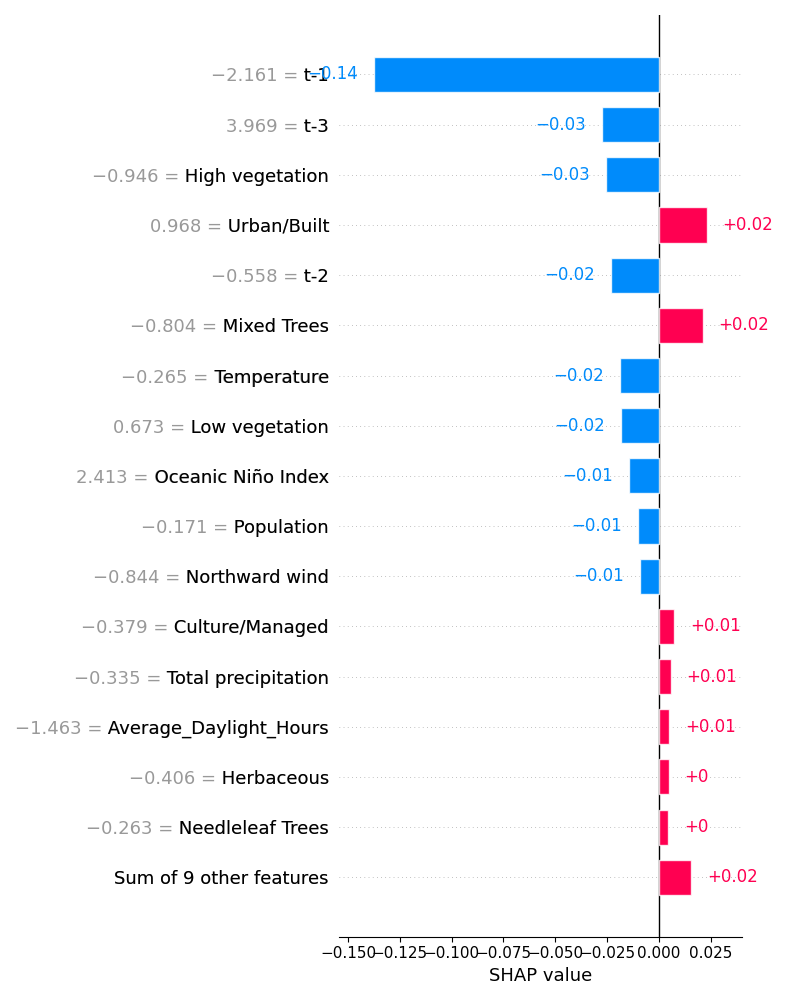 −2.161 = t-1 −0.14
3.969 = t-3 −0.03
−0.946 = High vegetation −0.03
0.968 = Urban/Built +0.02
−0.558 = t-2 −0.02
−0.804 = Mixed Trees +0.02
−0.265 = Temperature −0.02
0.673 = Low vegetation −0.02
2.413 = Oceanic Niño Index −0.01
−0.171 = Population −0.01
−0.844 = Northward wind −0.01
−0.379 = Culture/Managed +0.01
−0.335 = Total precipitation +0.01
−1.463 = Average_Daylight_Hours +0.01
−0.406 = Herbaceous +0
−0.263 = Needleleaf Trees +0
Sum of 9 other features +0.02
−0.150 −0.125 −0.100 −0.075 −0.050 −0.025 0.000 0.025
SHAP value